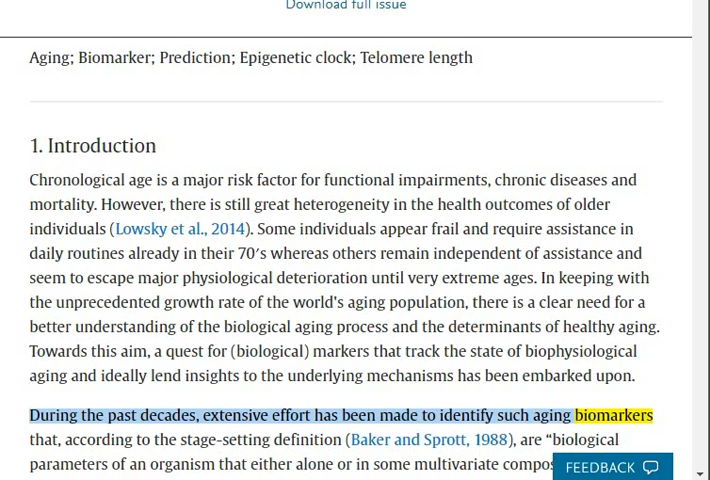 Download full issue
Aging; Biomarker; Prediction; Epigenetic clock; Telomere length
1. Introduction
Chronological age is a major risk factor for functional impairments, chronic diseases and
mortality. However, there is still great heterogeneity in the health outcomes of older
individuals (Lowsky et al., 2014). Some individuals appear frail and require assistance in
daily routines already in their 70's whereas others remain independent of assistance and
seem to escape major physiological deterioration until very extreme ages. In keeping with
the unprecedented growth rate of the world's aging population, there is a clear need for a
better understanding of the biological aging process and the determinants of healthy aging.
Towards this aim, a quest for (biological) markers that track the state of biophysiological
aging and ideally lend insights to the underlying mechanisms has been embarked upon.
During the past decades, extensive effort has been made to identify such aging biomarkers
that, according to the stage-setting definition (Baker and Sprott, 1988), are “biological
parameters of an organism that either alone or in some multivariate
FEEDBACK